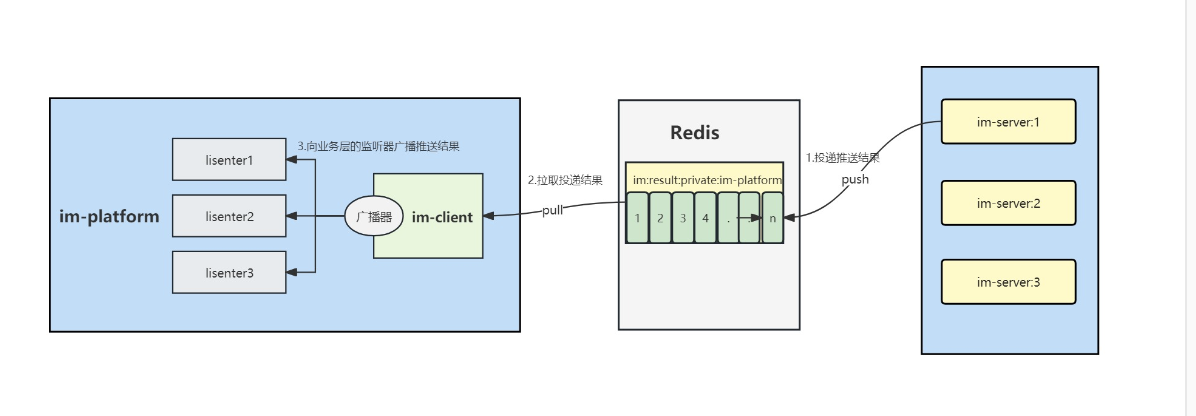 im-platform
lisenter1
lisenter2
lisenter3
3.向业务层的监听器广播推送结果
广播器
im-client
2.拉取投递结果
pull
Redis
im:result:private:im-platform
1 2 3 4 . . n
1.投递推送结果
push
im-server:1
im-server:2
im-server:3